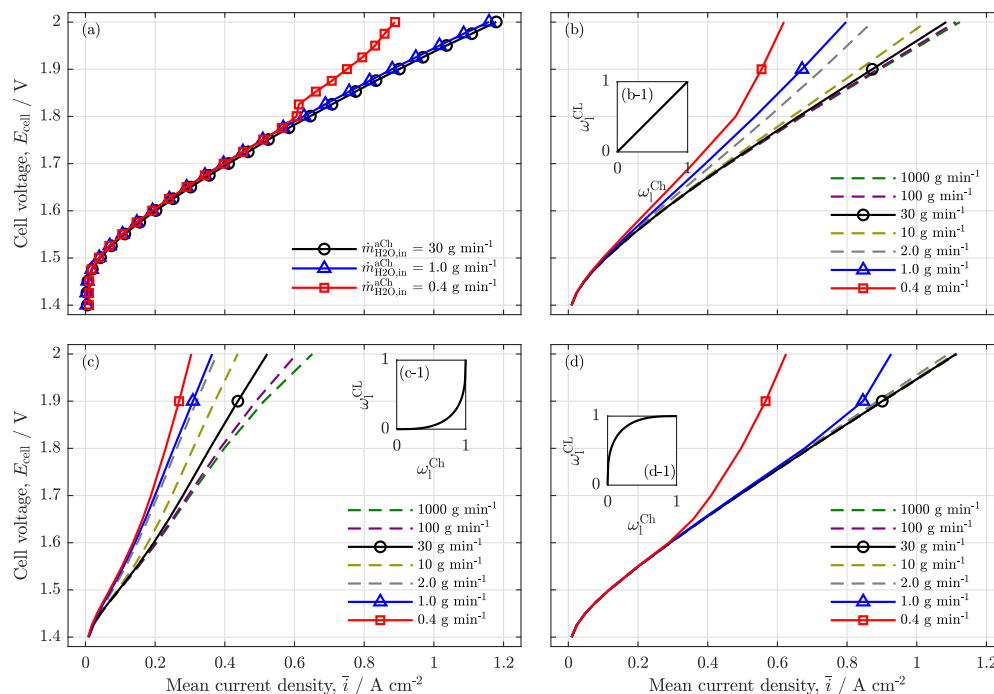 (a)
2
1.9
1.8
1.7
1.6
1.5
1.4
Cell voltage, E_cell / V
ṁ^aCh_H2O,in = 30 g min⁻¹
ṁ^aCh_H2O,in = 1.0 g min⁻¹
ṁ^aCh_H2O,in = 0.4 g min⁻¹
(b)
(b-1)
1
0
ω_l^CL
0
1
ω_l^Ch
1000 g min⁻¹
100 g min⁻¹
30 g min⁻¹
10 g min⁻¹
2.0 g min⁻¹
1.0 g min⁻¹
0.4 g min⁻¹
(c)
2
1.9
1.8
1.7
1.6
1.5
1.4
Cell voltage, E_cell / V
(c-1)
1
0
ω_l^CL
0
1
ω_l^Ch
1000 g min⁻¹
100 g min⁻¹
30 g min⁻¹
10 g min⁻¹
2.0 g min⁻¹
1.0 g min⁻¹
0.4 g min⁻¹
0 0.2 0.4 0.6 0.8 1 1.2
Mean current density, i̅ / A cm⁻²
(d)
1
0
ω_l^CL
(d-1)
0
1
ω_l^Ch
1000 g min⁻¹
100 g min⁻¹
30 g min⁻¹
10 g min⁻¹
2.0 g min⁻¹
1.0 g min⁻¹
0.4 g min⁻¹
0 0.2 0.4 0.6 0.8 1 1.2
Mean current density, i̅ / A cm⁻²